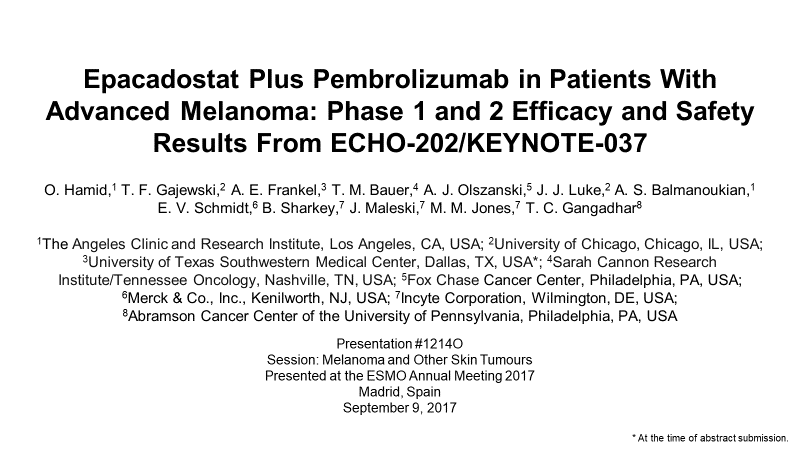 Epacadostat Plus Pembrolizumab in Patients With
Advanced Melanoma: Phase 1 and 2 Efficacy and Safety
Results From ECHO-202/KEYNOTE-037
O. Hamid,¹ T. F. Gajewski,² A. E. Frankel,³ T. M. Bauer,⁴ A. J. Olszanski,⁵ J. J. Luke,² A. S. Balmanoukian,¹
E. V. Schmidt,⁶ B. Sharkey,⁷ J. Maleski,⁷ M. M. Jones,⁷ T. C. Gangadhar⁸
¹The Angeles Clinic and Research Institute, Los Angeles, CA, USA; ²University of Chicago, Chicago, IL, USA;
³University of Texas Southwestern Medical Center, Dallas, TX, USA*; ⁴Sarah Cannon Research
Institute/Tennessee Oncology, Nashville, TN, USA; ⁵Fox Chase Cancer Center, Philadelphia, PA, USA;
⁶Merck & Co., Inc., Kenilworth, NJ, USA; ⁷Incyte Corporation, Wilmington, DE, USA;
⁸Abramson Cancer Center of the University of Pennsylvania, Philadelphia, PA, USA
Presentation #1214O
Session: Melanoma and Other Skin Tumours
Presented at the ESMO Annual Meeting 2017
Madrid, Spain
September 9, 2017
* At the time of abstract submission.